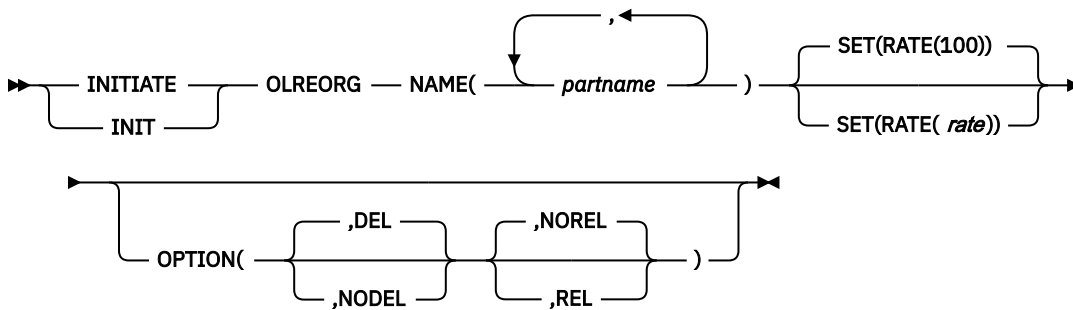 ,
SET(RATE(100))
INITIATE OLREORG NAME( partname )
INIT SET(RATE( rate))
,DEL ,NOREL
OPTION( )
,NODEL ,REL